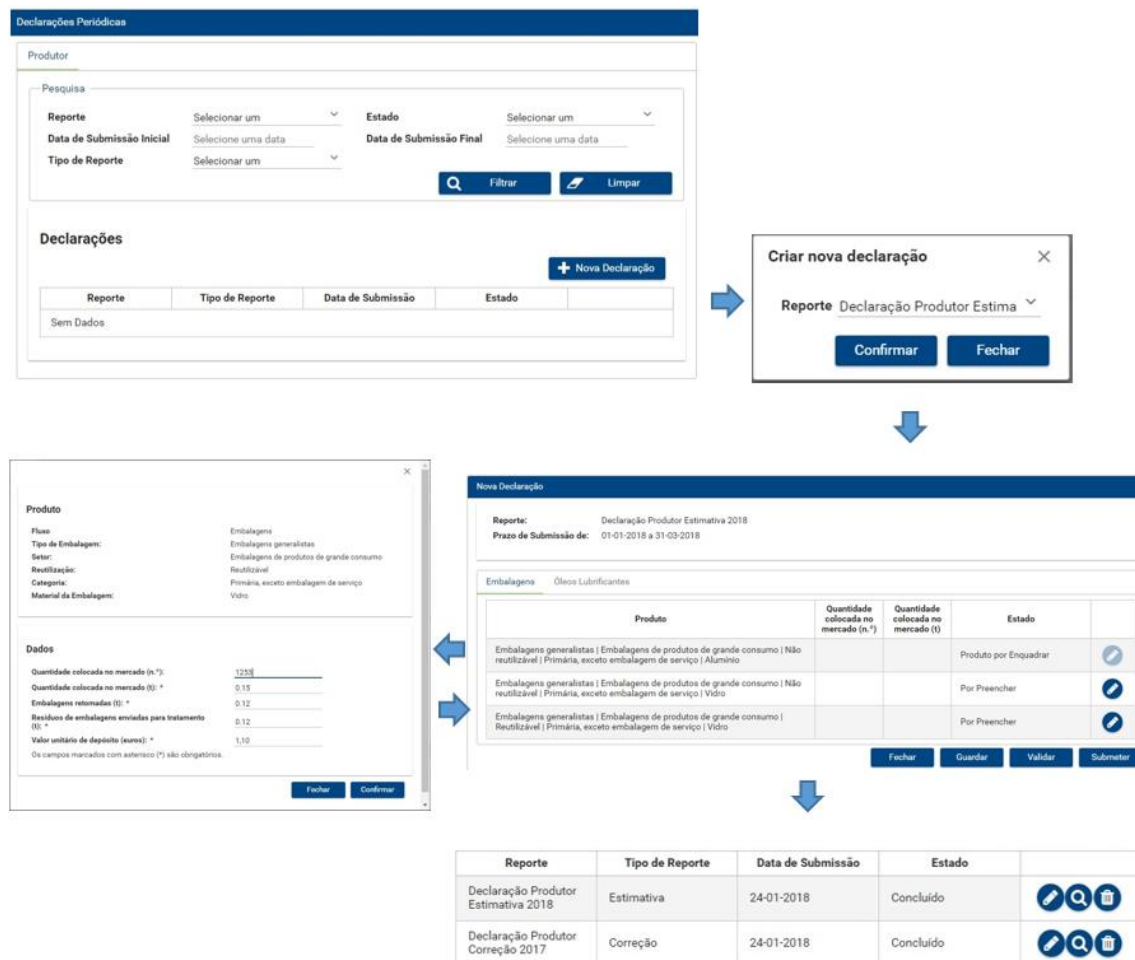 Declarações Periódicas
Produtor
Pesquisa
Reporte Selecionar um Estado Selecionar um
Data de Submissão Inicial Selecione uma data Data de Submissão Final Selecione uma data
Tipo de Reporte Selecionar um
Filtrar Limpar
Declarações
Nova Declaração
Reporte Tipo de Reporte Data de Submissão Estado
Sem Dados
Criar nova declaração
Reporte Declaração Produtor Estima
Confirmar Fechar
Produto
Fluxo Embalagens
Tipo de Embalagem: Embalagens generalistas
Setor: Embalagens de produtos de grande consumo
Reutilização: Reutilizável
Categoria: Primária, exceto embalagem de serviço
Material da Embalagem: Vidro
Dados
Quantidade colocada no mercado (n.º): 1253
Quantidade colocada no mercado (t): * 0,15
Embalagens retomadas (t): * 0.12
Resíduos de embalagens enviadas para tratamento
(t): * 0.12
Valor unitário de depósito (euros): * 1,10
Os campos marcados com asterisco (*) são obrigatórios.
Fechar Confirmar
Nova Declaração
Reporte: Declaração Produtor Estimativa 2018
Prazo de Submissão de: 01-01-2018 a 31-03-2018
Embalagens Óleos Lubrificantes
Produto
Quantidade
colocada no
mercado (n.º)
Quantidade
colocada no
mercado (t)
Estado
Embalagens generalistas | Embalagens de produtos de grande consumo | Não
reutilizável | Primária, exceto embalagem de serviço | Alumínio
Produto por Enquadrar
Embalagens generalistas | Embalagens de produtos de grande consumo | Não
reutilizável | Primária, exceto embalagem de serviço | Vidro
Por Preencher
Embalagens generalistas | Embalagens de produtos de grande consumo |
Reutilizável | Primária, exceto embalagem de serviço | Vidro
Por Preencher
Fechar Guardar Validar Submeter
Reporte Tipo de Reporte Data de Submissão Estado
Declaração Produtor
Estimativa 2018
Estimativa 24-01-2018 Concluído
Declaração Produtor
Correção 2017
Correção 24-01-2018 Concluído